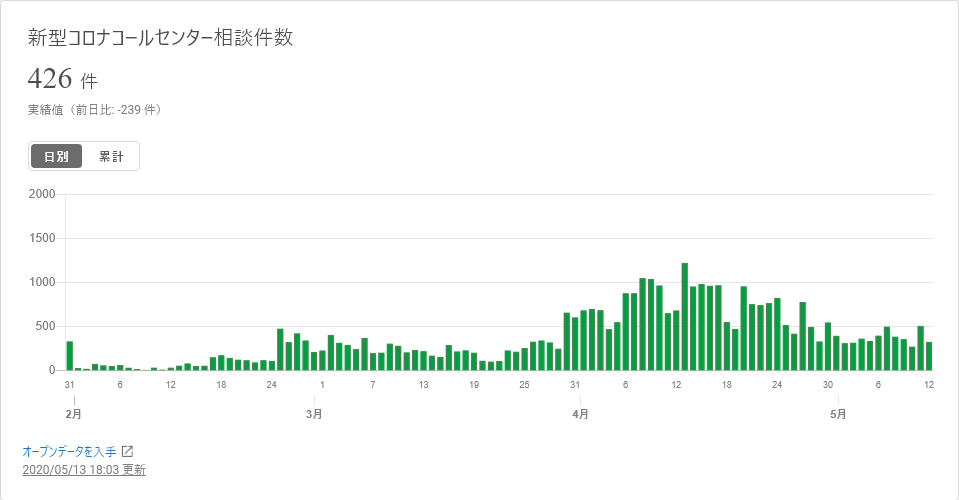 新型コロナコールセンター相談件数
426 件
実績値（前日比: -239 件）
日別 累計
2000
1500
1000
500
0
31 6 12 18 24 1 7 13 19 25 31 6 12 18 24 30 6 12
2月 3月 4月 5月
オープンデータを入手
2020/05/13 18:03 更新